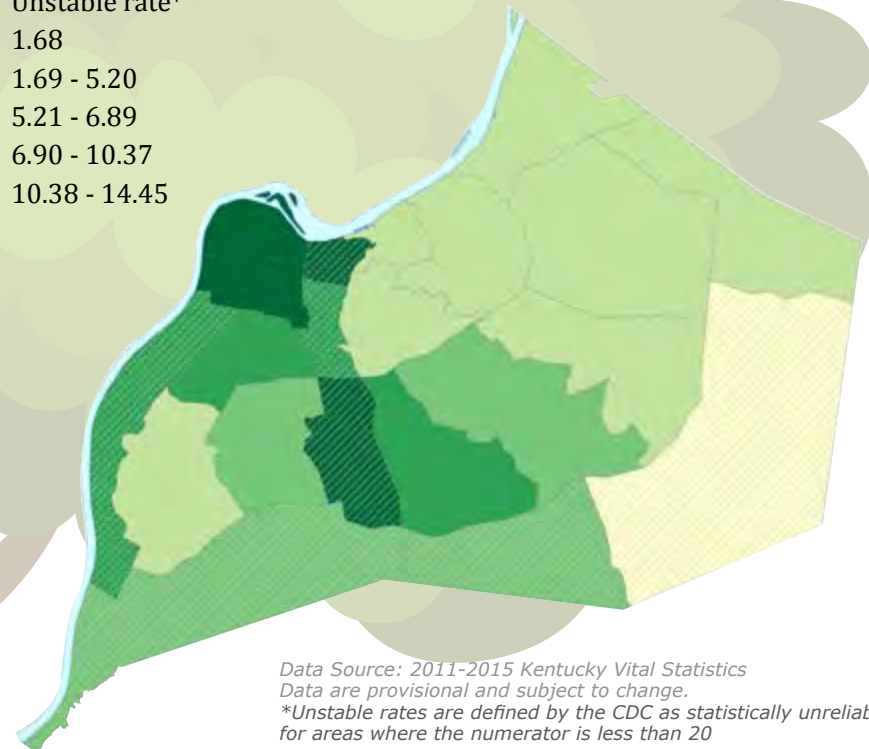 Unstable rate*
1.68
1.69 - 5.20
5.21 - 6.89
6.90 - 10.37
10.38 - 14.45
Data Source: 2011-2015 Kentucky Vital Statistics
Data are provisional and subject to change.
*Unstable rates are defined by the CDC as statistically unreliab
for areas where the numerator is less than 20